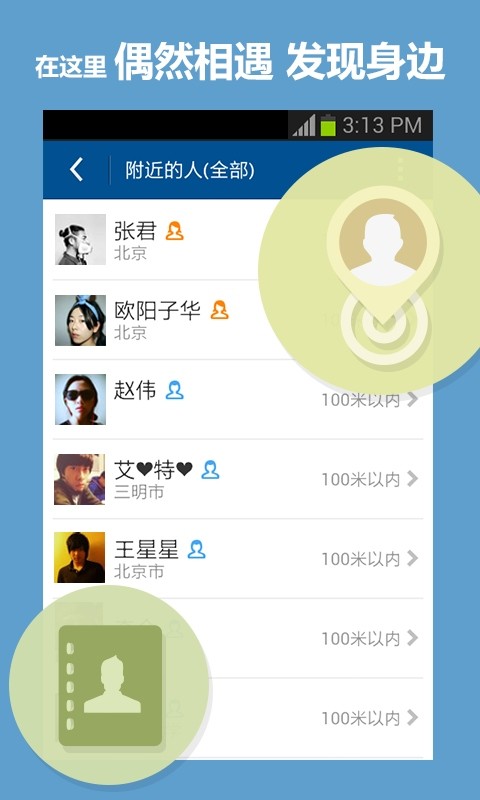 在这里 偶然相遇 发现身边
3:13 PM
附近的人(全部)
张君
北京
欧阳子华
北京
赵伟
100米以内
艾❤特❤
三明市
100米以内
王星星
北京市
100米以内
100米以内
100米以内